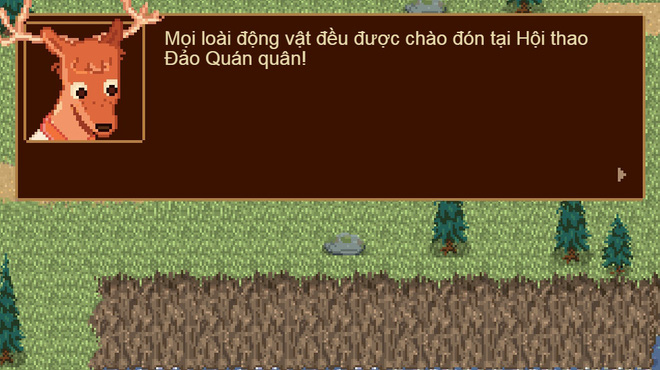 Mọi loài động vật đều được chào đón tại Hội thao
Đảo Quán quân!